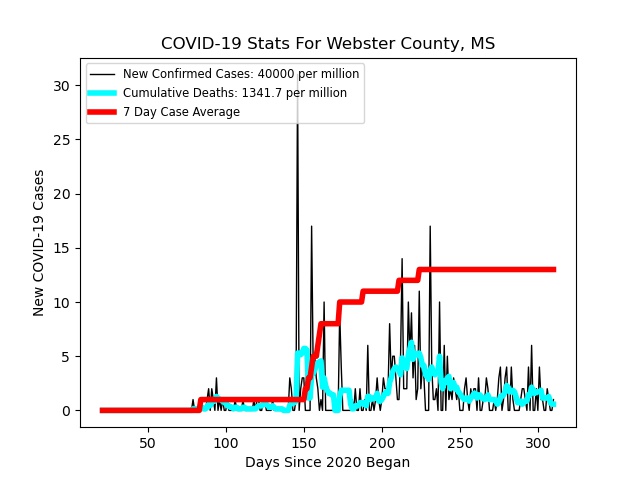 COVID-19 Stats For Webster County, MS
New Confirmed Cases: 40000 per million
Cumulative Deaths: 1341.7 per million
7 Day Case Average
30
25
20
15
10
5
0
New COVID-19 Cases
50 100 150 200 250 300
Days Since 2020 Began